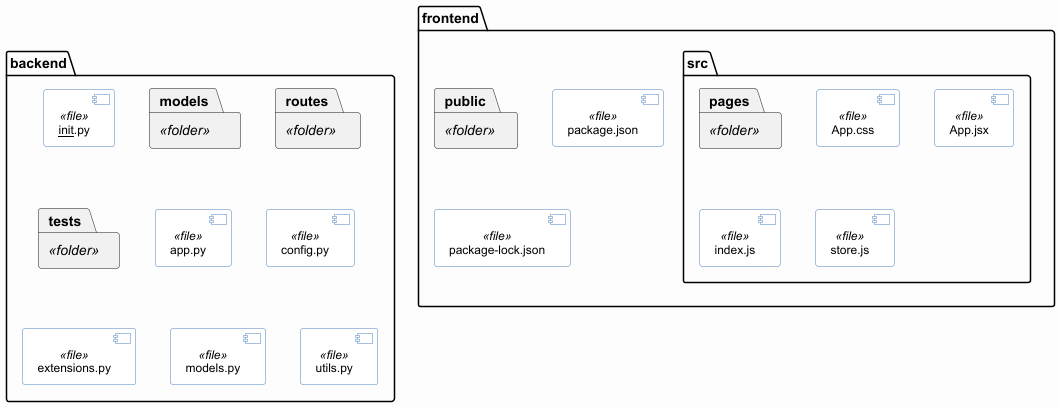 backend
«file»
init.py
models
«folder»
routes
«folder»
tests
«folder»
«file»
app.py
«file»
config.py
«file»
extensions.py
«file»
models.py
«file»
utils.py
frontend
public
«folder»
«file»
package.json
«file»
package-lock.json
src
pages
«folder»
«file»
App.css
«file»
App.jsx
«file»
index.js
«file»
store.js